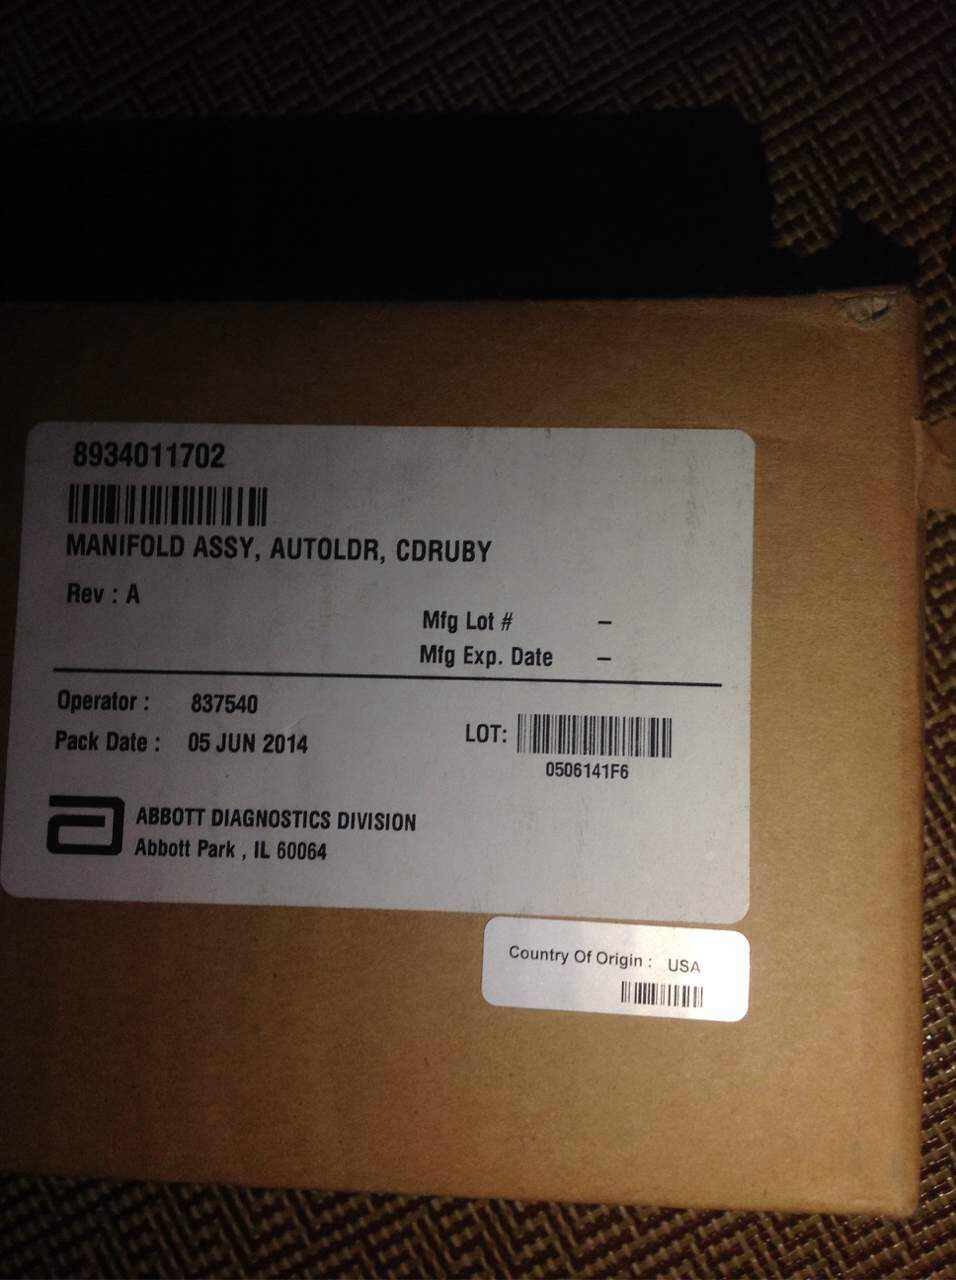 8934011702
MANIFOLD ASSY, AUTOLDR, CDRUBY
Rev : A
Mfg Lot # –
Mfg Exp. Date –
Operator : 837540
Pack Date : 05 JUN 2014
LOT:
0506141F6
ABBOTT DIAGNOSTICS DIVISION
Abbott Park , IL 60064
Country Of Origin : USA